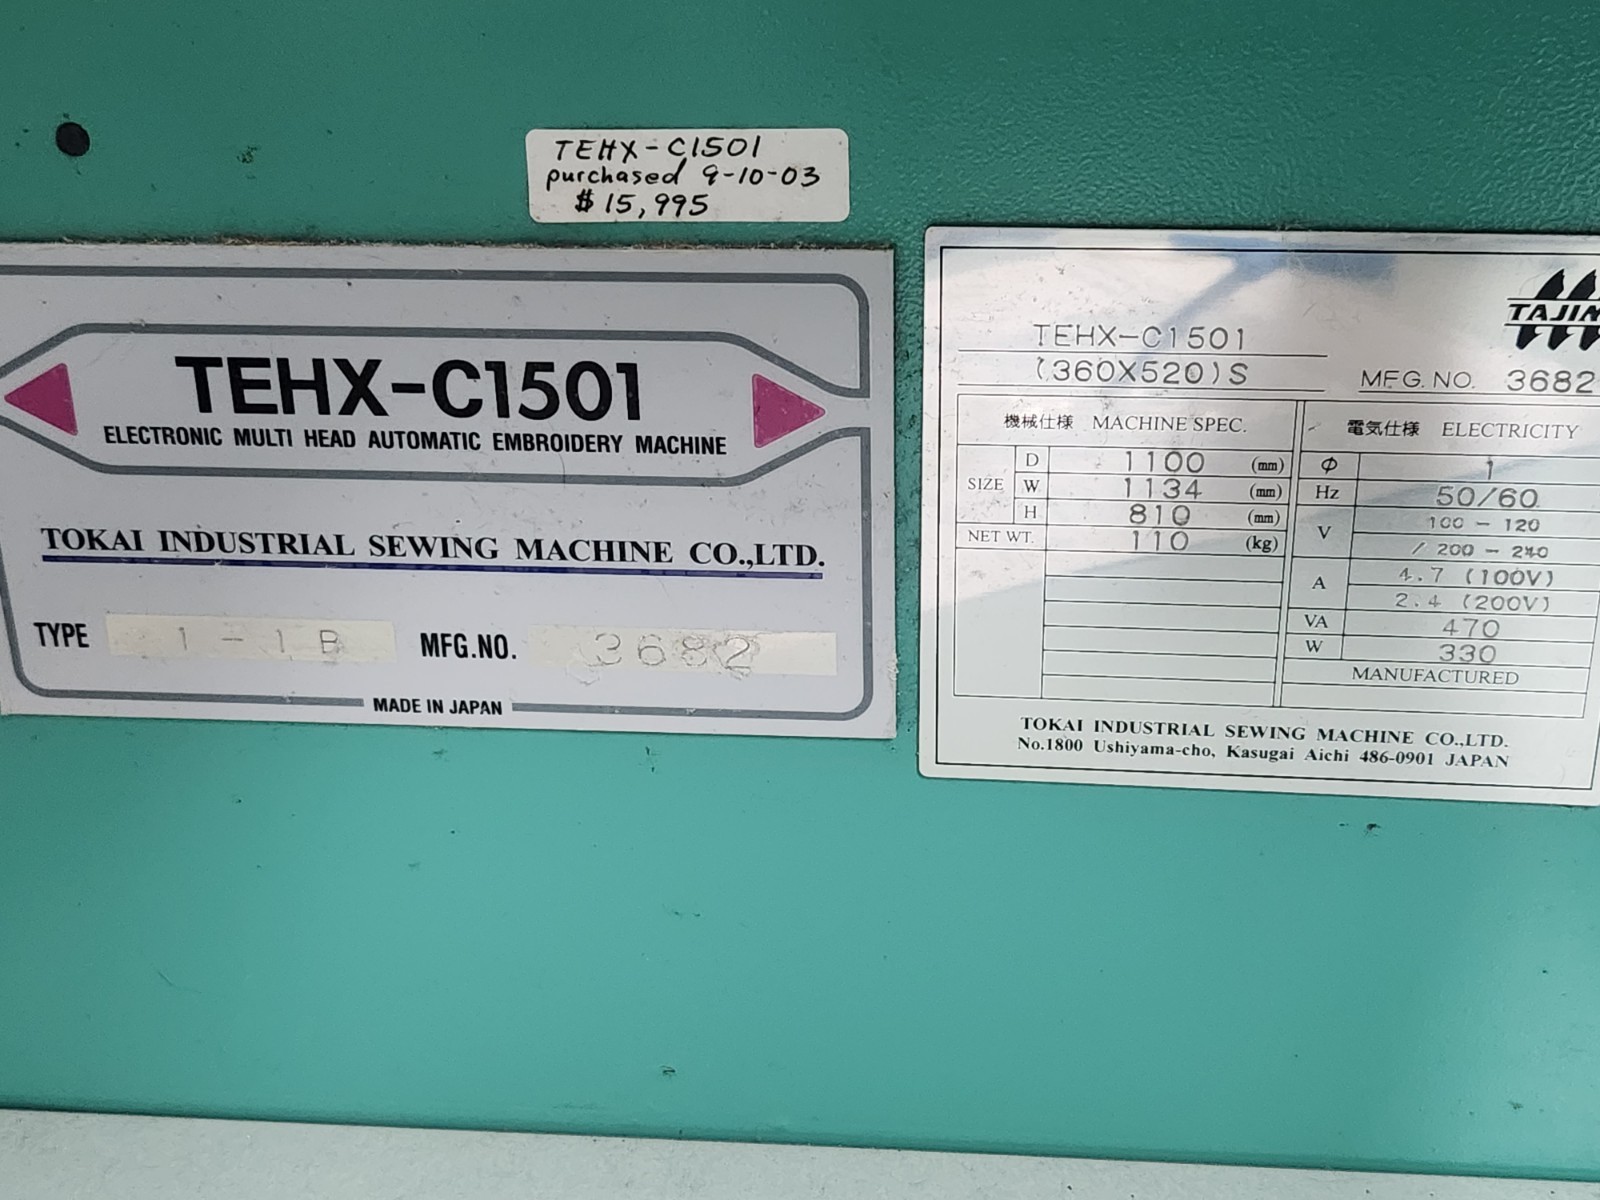 TEHX-C1501
purchased 9-10-03
$15,995
TEHX-C1501
ELECTRONIC MULTI HEAD AUTOMATIC EMBROIDERY MACHINE
TOKAI INDUSTRIAL SEWING MACHINE CO.,LTD.
TYPE 1-1B MFG.NO. 3682
MADE IN JAPAN
TAJIM
TEHX-C1501
(360X520)S MFG.NO. 3682
機械仕様 MACHINE SPEC. 電気仕様 ELECTRICITY
SIZE D 1100 (mm)
W 1134 (mm)
H 810 (mm)
NET WT. 110 (kg)
Φ 1
Hz 50/60
V 100-120
/200-240
A 4.7 (100V)
2.4 (200V)
VA 470
W 330
MANUFACTURED
TOKAI INDUSTRIAL SEWING MACHINE CO.,LTD.
No.1800 Ushiyama-cho, Kasugai Aichi 486-0901 JAPAN